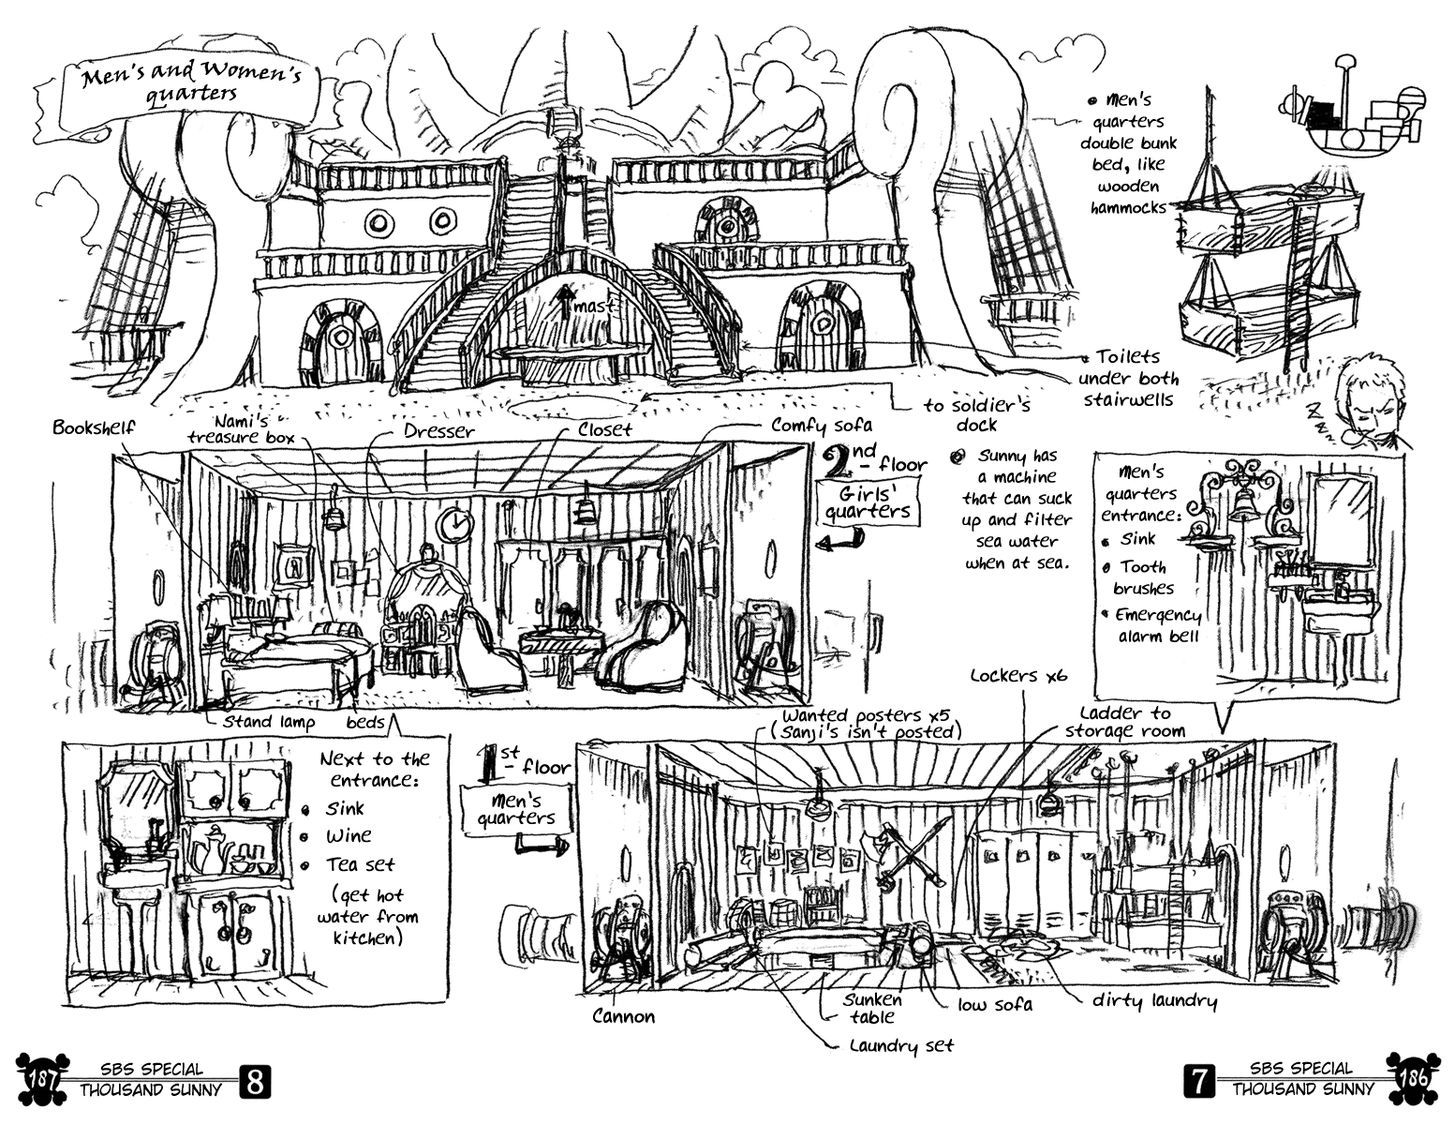 Men's and Women's
quarters
mast
• Men's
quarters
double bunk
bed, like
wooden
hammocks
Toilets
under both
stairwells
to soldier's
dock
Bookshelf
Nami's
treasure box
Dresser
Closet
Comfy sofa
2nd-floor
Girls'
quarters
• Sunny has
a machine
that can suck
up and filter
sea water
when at sea.
Men's
quarters
entrance:
• Sink
• Tooth
brushes
• Emergency
alarm bell
Z
Z
z
z
Stand lamp
beds
Next to the
entrance:
• Sink
• Wine
• Tea set
(get hot
water from
kitchen)
1st-floor
Men's
quarters
Wanted posters x5
(Sanji's isn't posted)
Lockers x6
Ladder to
storage room
Cannon
Sunken
table
Laundry set
low sofa
dirty laundry
187
SBS SPECIAL
THOUSAND SUNNY
8
7
SBS SPECIAL
THOUSAND SUNNY
186